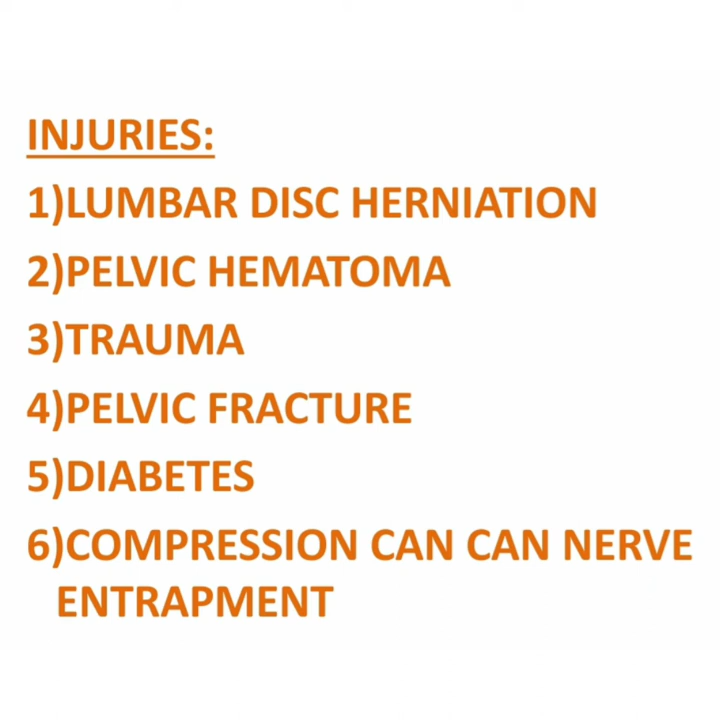 INJURIES:
1)LUMBAR DISC HERNIATION
2)PELVIC HEMATOMA
3)TRAUMA
4)PELVIC FRACTURE
5)DIABETES
6)COMPRESSION CAN CAN NERVE
ENTRAPMENT